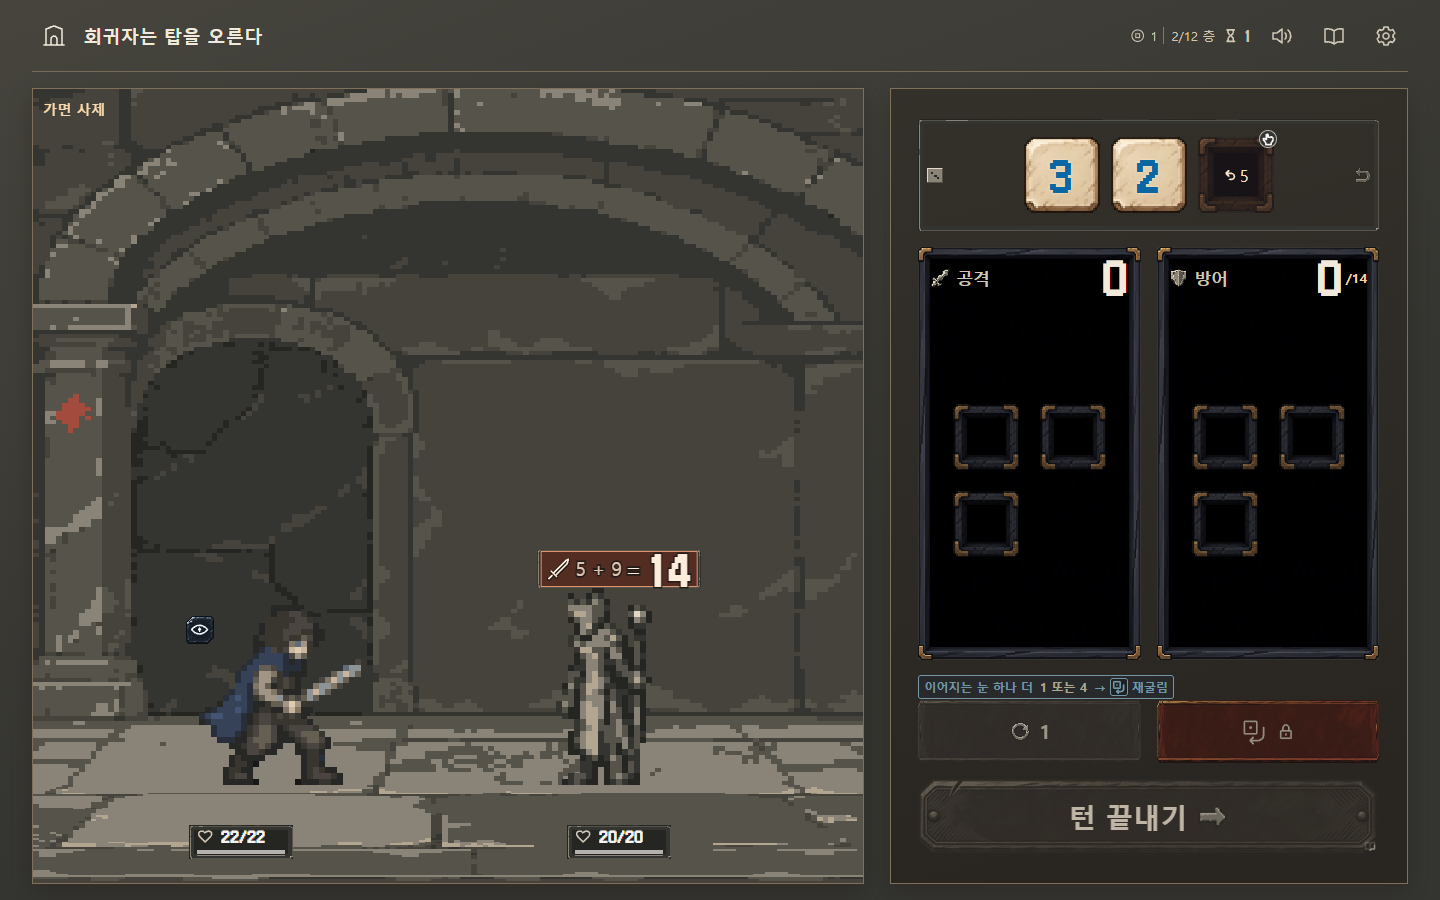 회귀자는 탑을 오른다
1
2/12 층
1
가면 사제
3
2
5
공격
0
방어
0/14
5 + 9 = 14
22/22
20/20
이어지는 눈 하나 더 1 또는 4 → 재굴림
1
턴 끝내기